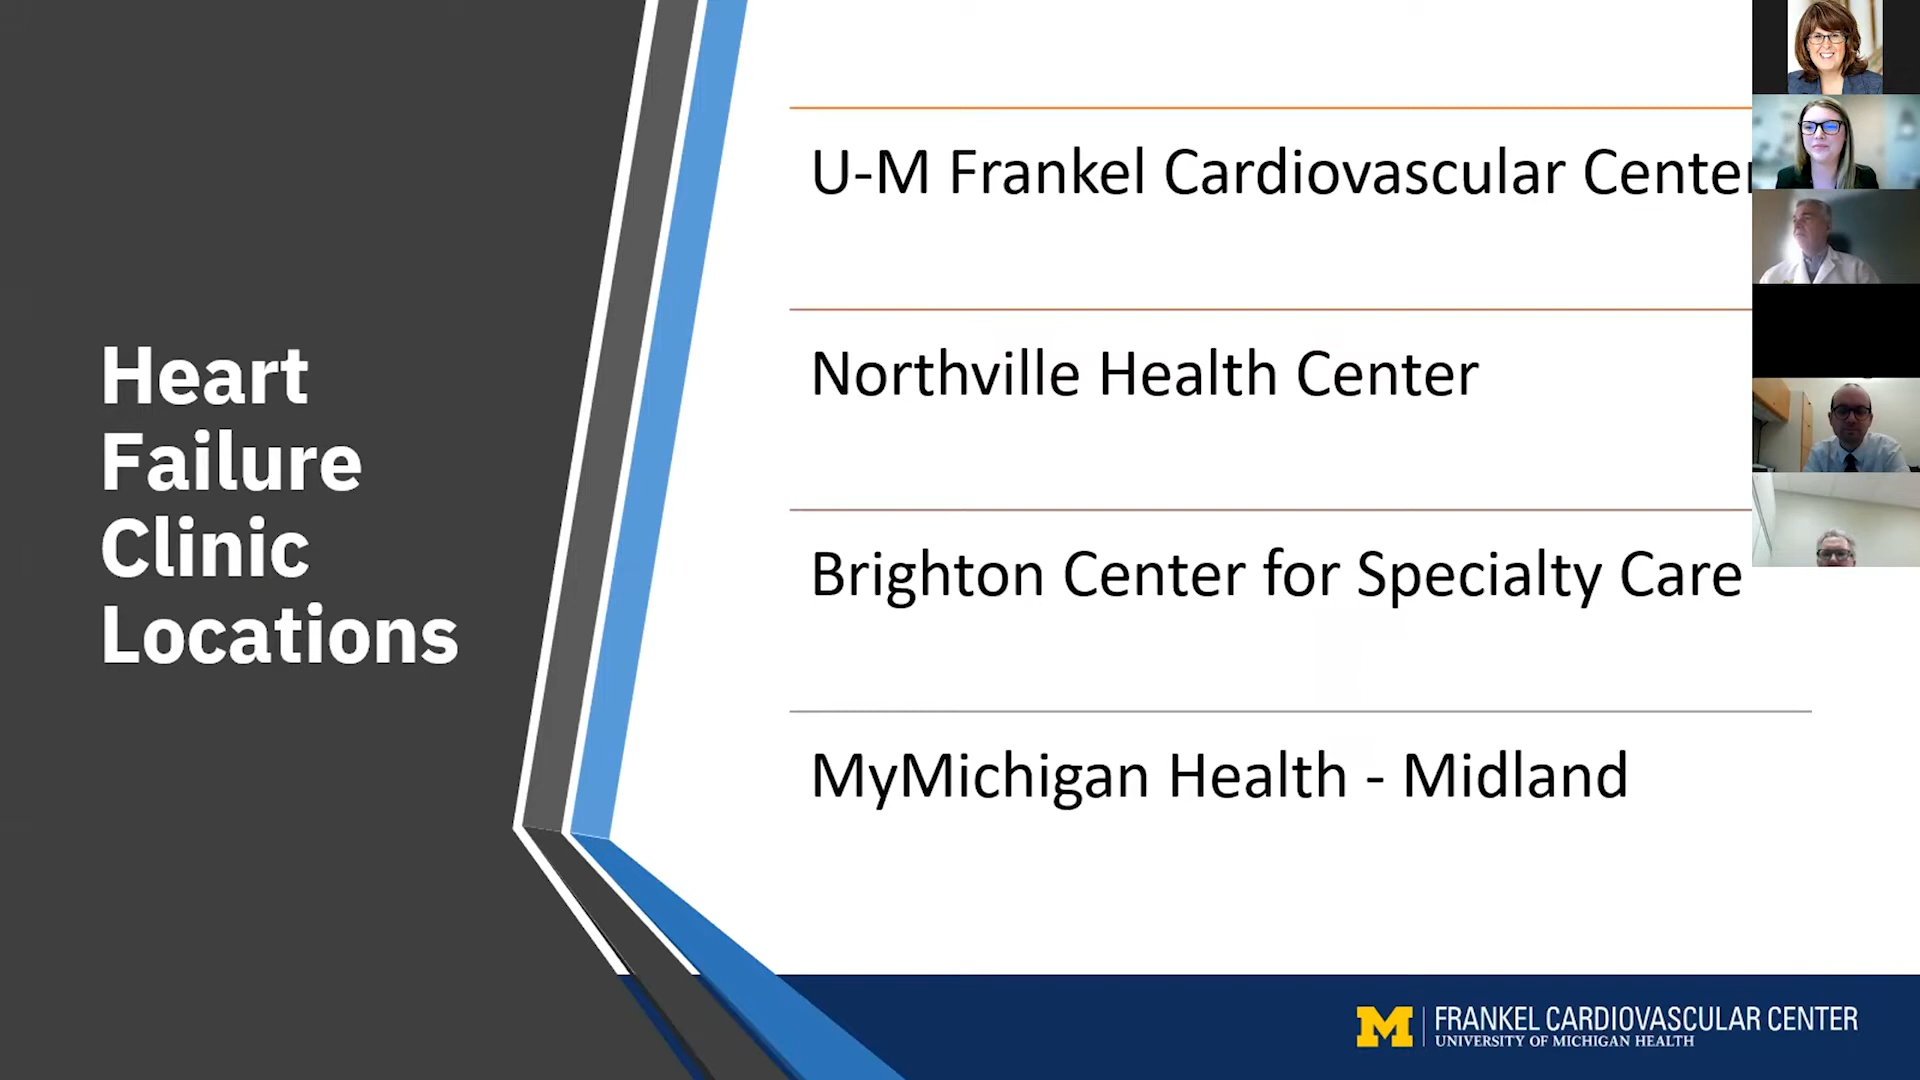 Heart
Failure
Clinic
Locations
U-M Frankel Cardiovascular Center
Northville Health Center
Brighton Center for Specialty Care
MyMichigan Health - Midland
M
FRANKEL CARDIOVASCULAR CENTER
UNIVERSITY OF MICHIGAN HEALTH